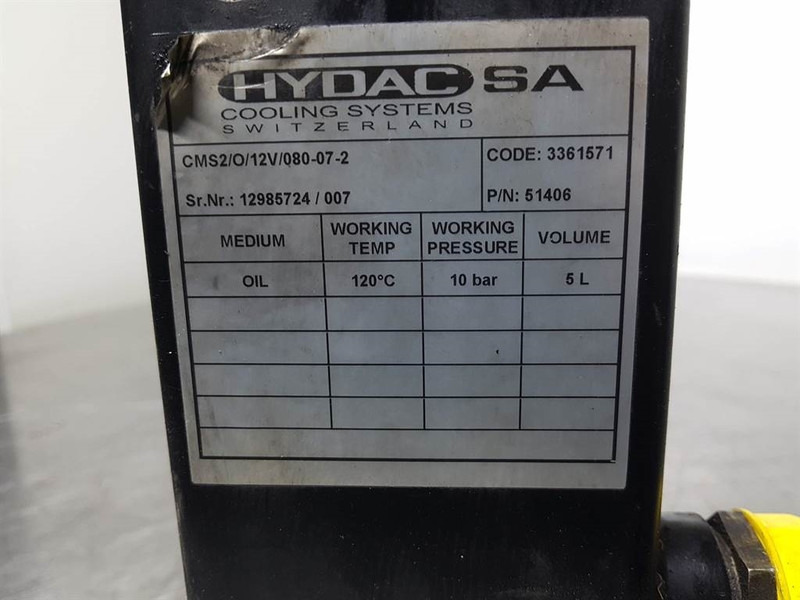 HYDAC SA
COOLING SYSTEMS
SWITZERLAND
CMS2/O/12V/080-07-2 CODE: 3361571
Sr.Nr.: 12985724 / 007 P/N: 51406
MEDIUM WORKING TEMP WORKING PRESSURE VOLUME
OIL 120°C 10 bar 5 L